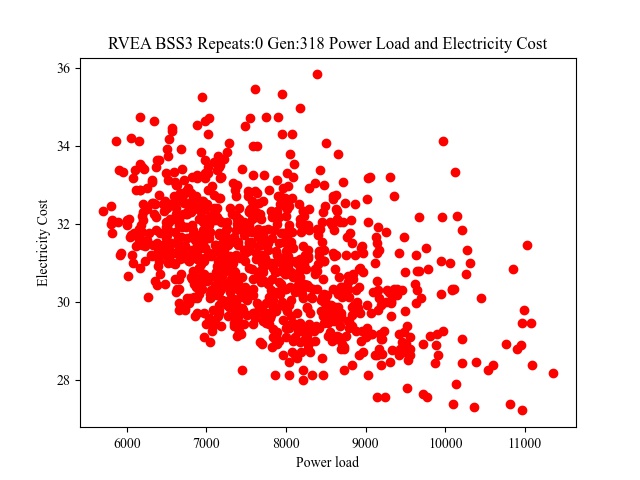 RVEA BSS3 Repeats:0 Gen:318 Power Load and Electricity Cost
36
34
32
30
28
Electricity Cost
6000 7000 8000 9000 10000 11000
Power load